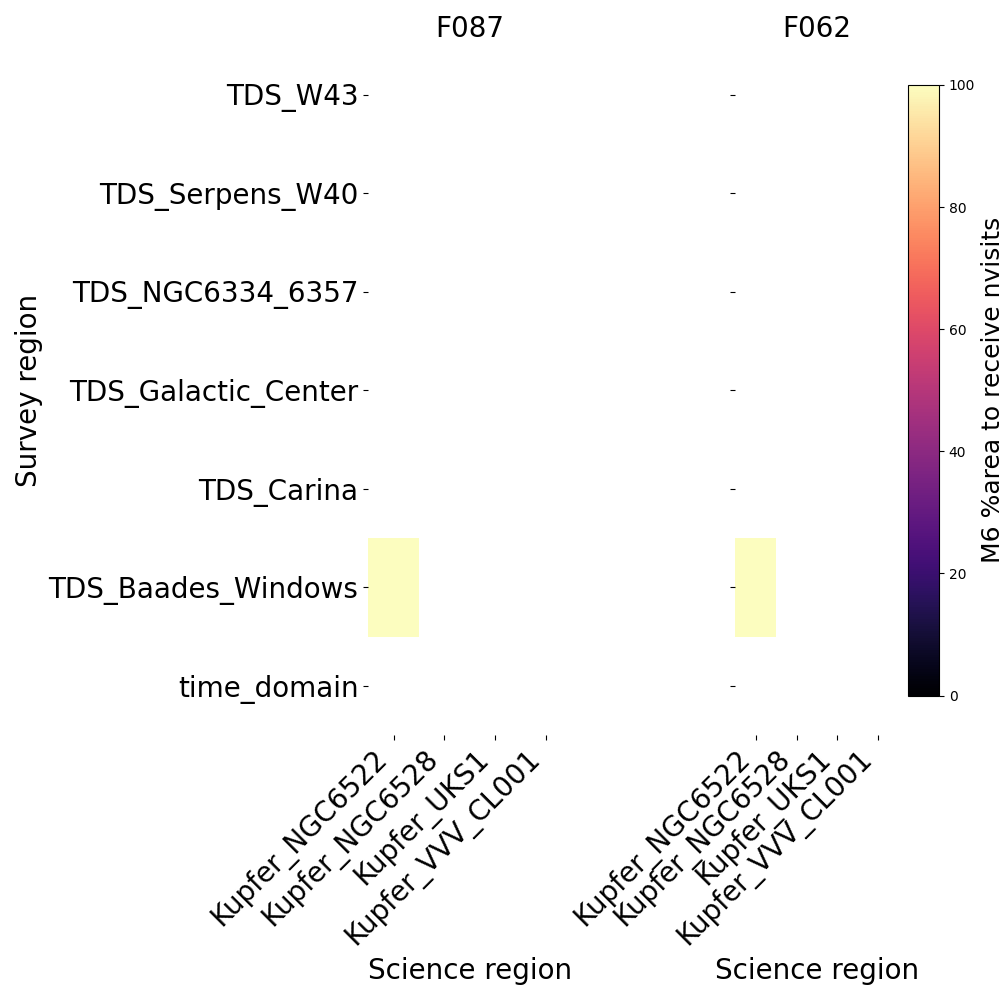 F087
F062
TDS_W43
TDS_Serpens_W40
TDS_NGC6334_6357
TDS_Galactic_Center
TDS_Carina
TDS_Baades_Windows
time_domain
Survey region
Kupfer_NGC6522
Kupfer_NGC6528
Kupfer_UKS1
Kupfer_VVV_CL001
Science region
Kupfer_NGC6522
Kupfer_NGC6528
Kupfer_UKS1
Kupfer_VVV_CL001
Science region
100
80
60
40
20
0
M6 %area to receive nvisits